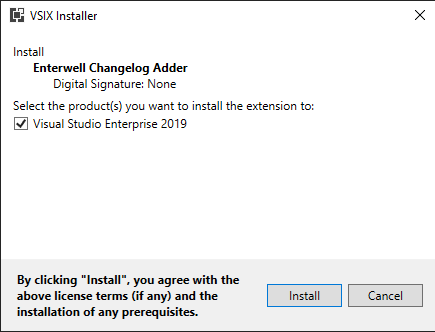 VSIX Installer
Install
Enterwell Changelog Adder
Digital Signature: None
Select the product(s) you want to install the extension to:
Visual Studio Enterprise 2019
By clicking "Install", you agree with the
above license terms (if any) and the
installation of any prerequisites.
Install
Cancel